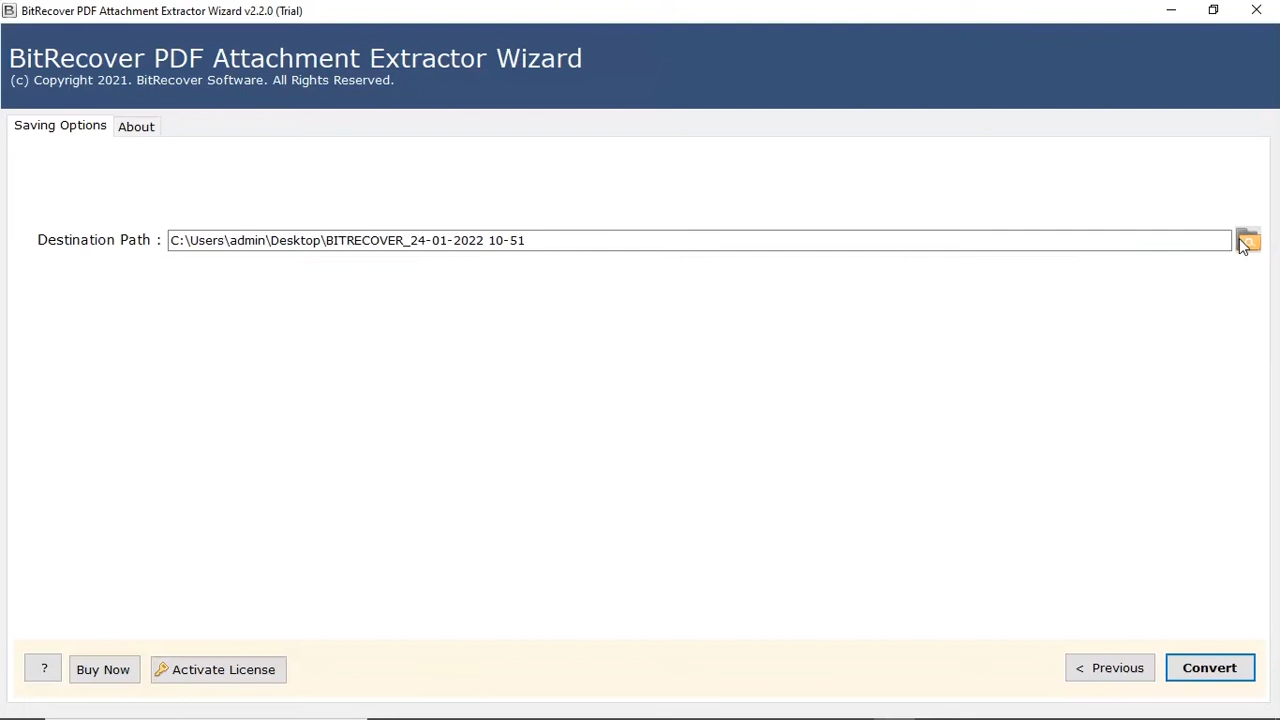 BitRecover PDF Attachment Extractor Wizard v2.2.0 (Trial)
BitRecover PDF Attachment Extractor Wizard
(c) Copyright 2021. BitRecover Software. All Rights Reserved.
Saving Options
About
Destination Path : C:\Users\admin\Desktop\BITRECOVER_24-01-2022 10-51
? Buy Now Activate License < Previous Convert